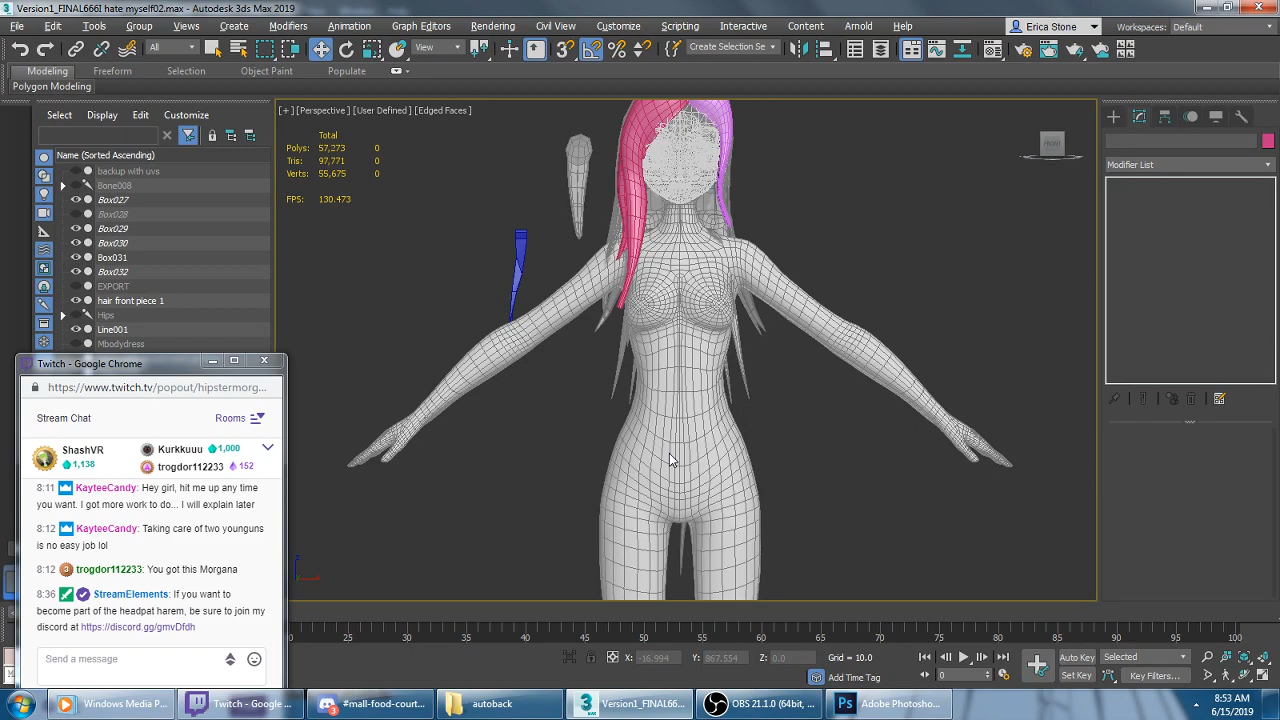 Version1_FINAL666I hate myself02.max - Autodesk 3ds Max 2019
File Edit Tools Group Views Create Modifiers Animation Graph Editors Rendering Civil View Customize Scripting Interactive Content Arnold Help Erica Stone Workspaces: Default
All View Create Selection Se
Modeling Freeform Selection Object Paint Populate
Polygon Modeling
Select Display Edit Customize
Name (Sorted Ascending)
backup with uvs
Bone008
Box027
Box028
Box029
Box030
Box031
Box032
EXPORT
hair front piece 1
Hips
Line001
Mbodydress
[+] [Perspective] [User Defined] [Edged Faces]
Total
Polys: 57,273 0
Tris: 97,771 0
Verts: 55,675 0
FPS: 130.473
FRONT
Modifier List
Twitch - Google Chrome
https://www.twitch.tv/popout/hipstermorg...
Stream Chat Rooms
ShashVR Kurkkuuu 1,000
1,138 trogdor112233 152
8:11 KayteeCandy: Hey girl, hit me up any time
you want. I got more work to do... I will explain later
8:12 KayteeCandy: Taking care of two younguns
is no easy job lol
8:12 trogdor112233: You got this Morgana
8:36 StreamElements: If you want to
become part of the headpat harem, be sure to join my
discord at https://discord.gg/gmvDfdh
Send a message
25 30 35 40 45 50 55 60 65 70 75 80 85 90 95 100
X: -16.994 Y: 867.554 Z: 0.0 Grid = 10.0
Add Time Tag
Auto Key Selected
0 Set Key Key Filters...
Windows Media P... Twitch - Google ... #mall-food-court... autoback Version1_FINAL66... OBS 21.1.0 (64bit, ... Adobe Photosho...
8:53 AM
6/15/2019